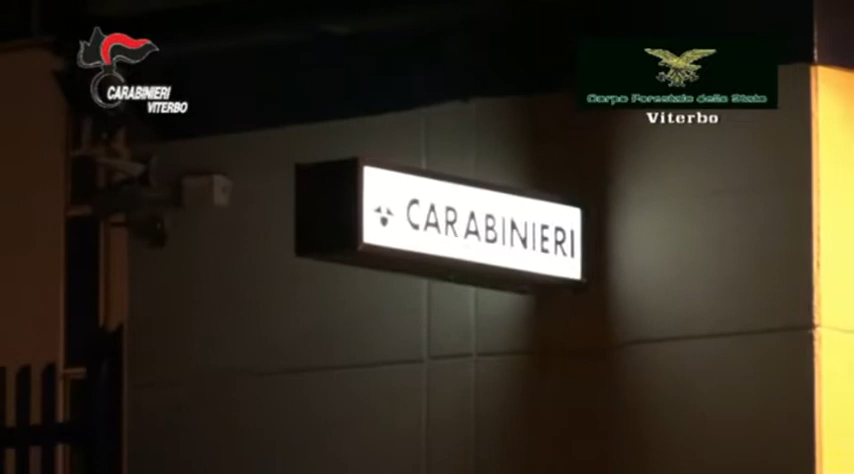 CARABINIERI
VITERBO
Corpo Forestale dello Stato
Viterbo
CARABINIERI